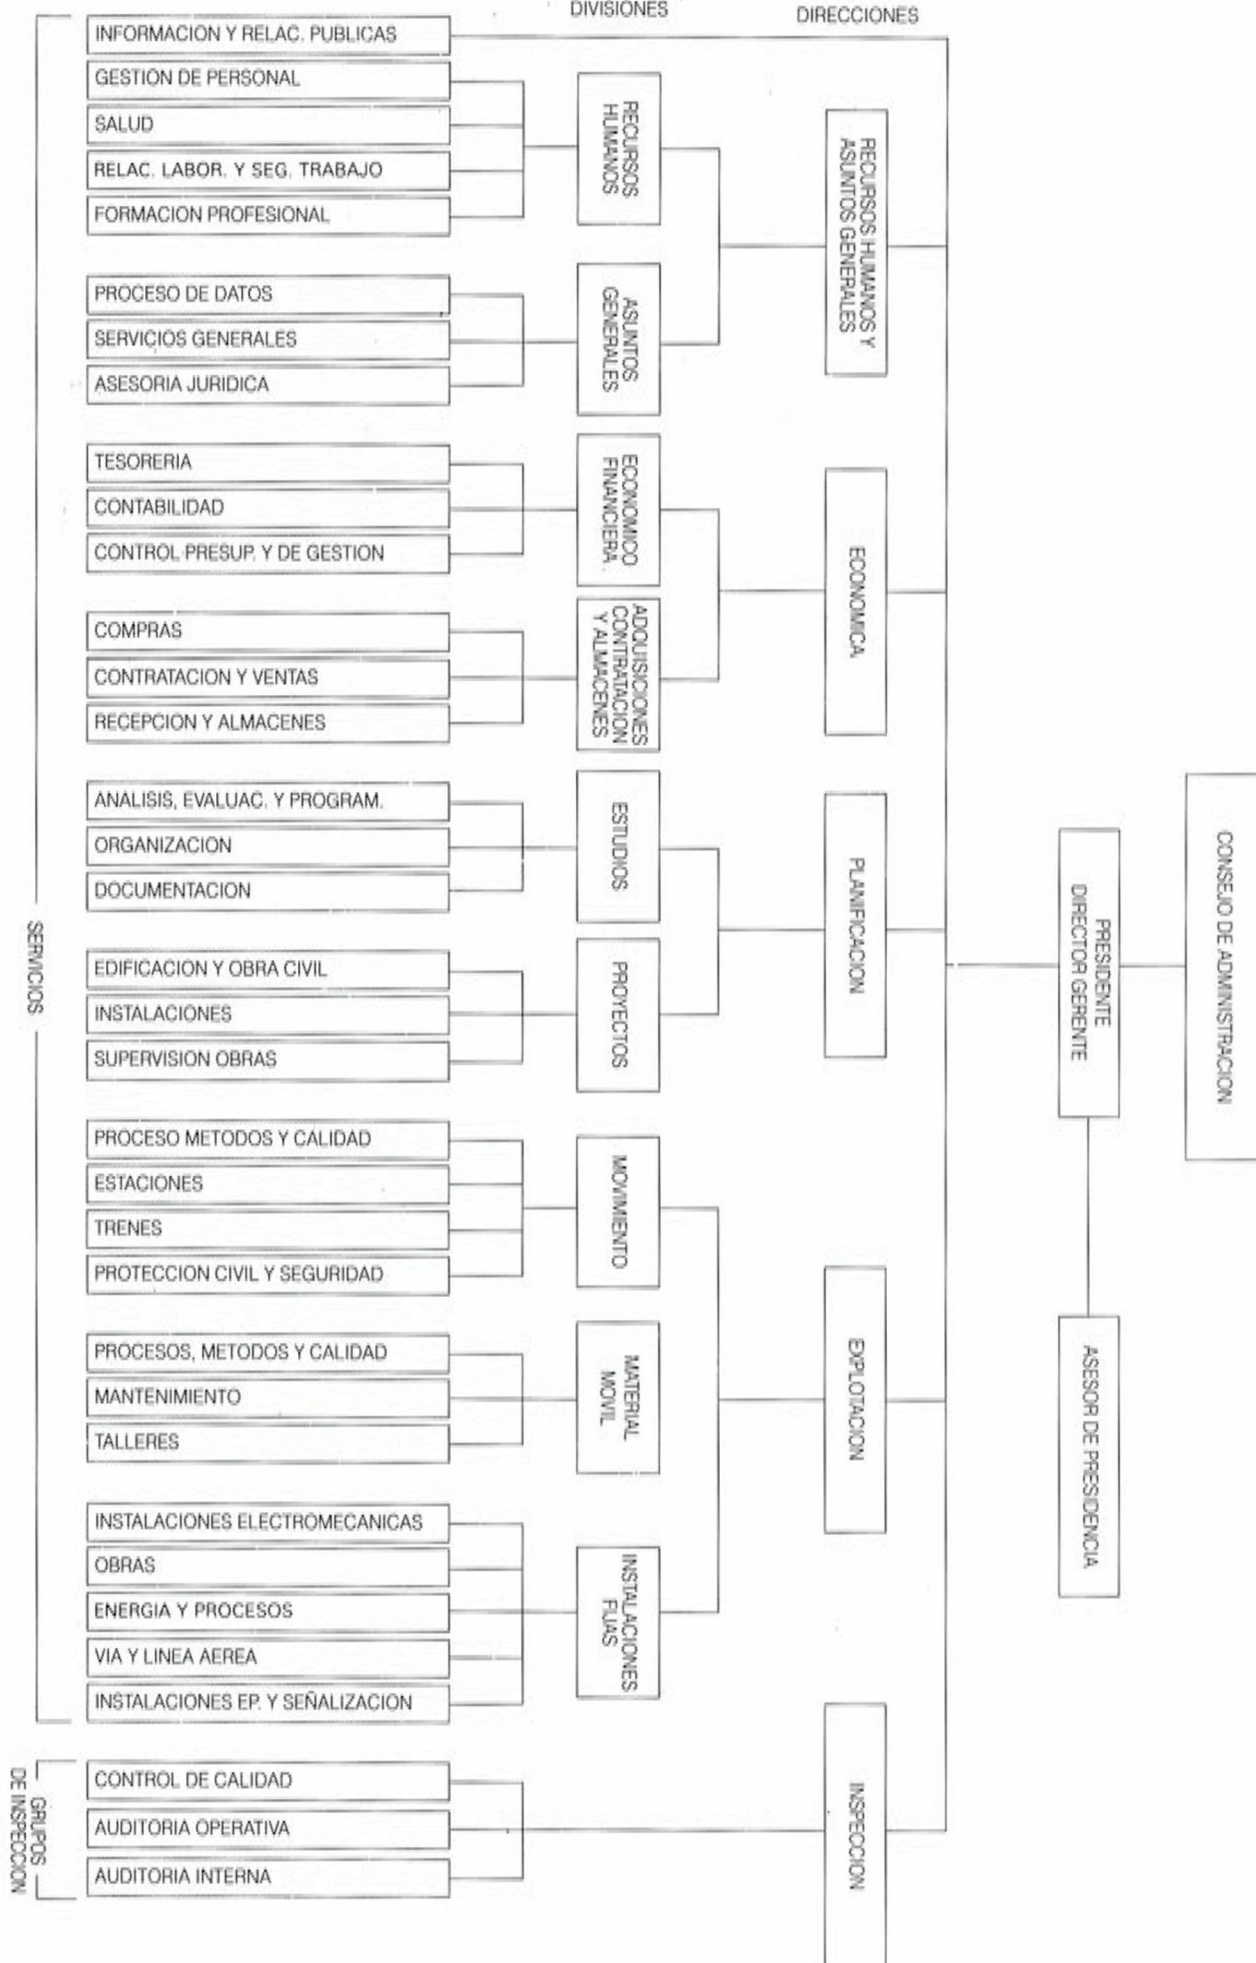 DIVISIONES
DIRECCIONES
CONSEJO DE ADMINISTRACION
PRESIDENTE
DIRECTOR GERENTE
ASESOR DE PRESIDENCIA
RECURSOS HUMANOS Y
ASUNTOS GENERALES
ECONOMICA
PLANIFICACION
EXPLOTACION
INSPECCION
RECURSOS
HUMANOS
ASUNTOS
GENERALES
ECONOMICO
FINANCIERA
ADQUISICIONES
CONTRATACION
Y ALMACENES
ESTUDIOS
PROYECTOS
MOVIMIENTO
MATERIAL
MOVIL
INSTALACIONES
FIJAS
INFORMACION Y RELAC. PUBLICAS
GESTION DE PERSONAL
SALUD
RELAC. LABOR. Y SEG. TRABAJO
FORMACION PROFESIONAL
PROCESO DE DATOS
SERVICIOS GENERALES
ASESORIA JURIDICA
TESORERIA
CONTABILIDAD
CONTROL PRESUP. Y DE GESTION
COMPRAS
CONTRATACION Y VENTAS
RECEPCION Y ALMACENES
ANALISIS, EVALUAC. Y PROGRAM.
ORGANIZACION
DOCUMENTACION
EDIFICACION Y OBRA CIVIL
INSTALACIONES
SUPERVISION OBRAS
PROCESO METODOS Y CALIDAD
ESTACIONES
TRENES
PROTECCION CIVIL Y SEGURIDAD
PROCESOS, METODOS Y CALIDAD
MANTENIMIENTO
TALLERES
INSTALACIONES ELECTROMECANICAS
OBRAS
ENERGIA Y PROCESOS
VIA Y LINEA AEREA
INSTALACIONES EP. Y SEÑALIZACION
CONTROL DE CALIDAD
AUDITORIA OPERATIVA
AUDITORIA INTERNA
SERVICIOS
GRUPOS
DE INSPECCION